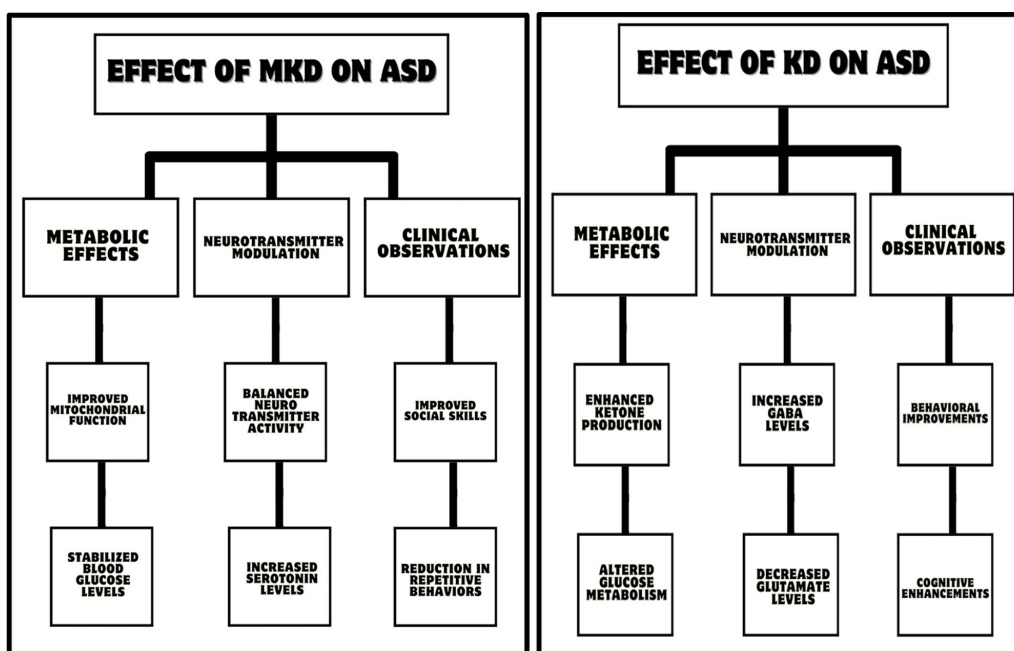 EFFECT OF MKD ON ASD
METABOLIC
EFFECTS
NEUROTRANSMITTER
MODULATION
CLINICAL
OBSERVATIONS
IMPROVED
MITOCHONDRIAL
FUNCTION
BALANCED
NEURO
TRANSMITTER
ACTIVITY
IMPROVED
SOCIAL SKILLS
STABILIZED
BLOOD
GLUCOSE
LEVELS
INCREASED
SEROTONIN
LEVELS
REDUCTION IN
REPETITIVE
BEHAVIORS
EFFECT OF KD ON ASD
METABOLIC
EFFECTS
NEUROTRANSMITTER
MODULATION
CLINICAL
OBSERVATIONS
ENHANCED
KETONE
PRODUCTION
INCREASED
GABA
LEVELS
BEHAVIORAL
IMPROVEMENTS
ALTERED
GLUCOSE
METABOLISM
DECREASED
GLUTAMATE
LEVELS
COGNITIVE
ENHANCEMENTS